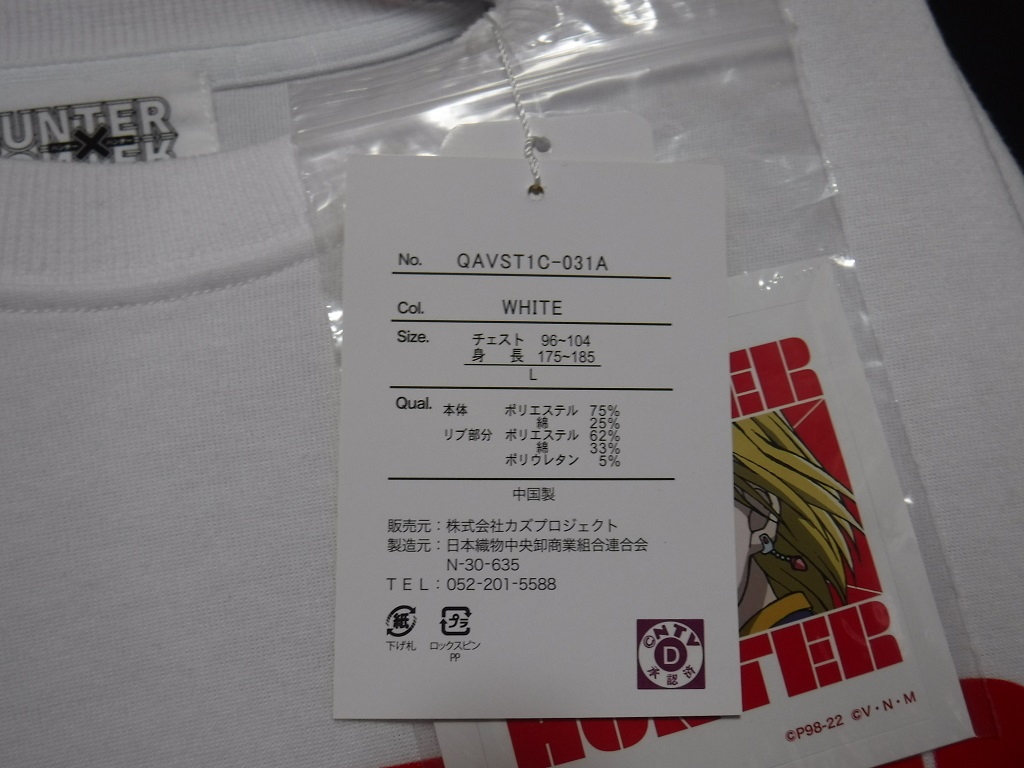 UNTER
×
No. QAVST1C-031A
Col. WHITE
Size. チェスト 96~104
身 長 175~185
L
Qual. 本体 ポリエステル 75%
綿 25%
リブ部分 ポリエステル 62%
綿 33%
ポリウレタン 5%
中国製
販売元：株式会社カズプロジェクト
製造元：日本織物中央卸商業組合連合会
N-30-635
TEL：052-201-5588
紙
プラ
下げ札
ロックスピン
PP
©NTV
D
承認済
ER
HUNTER
©P98-22 ©V・N・M